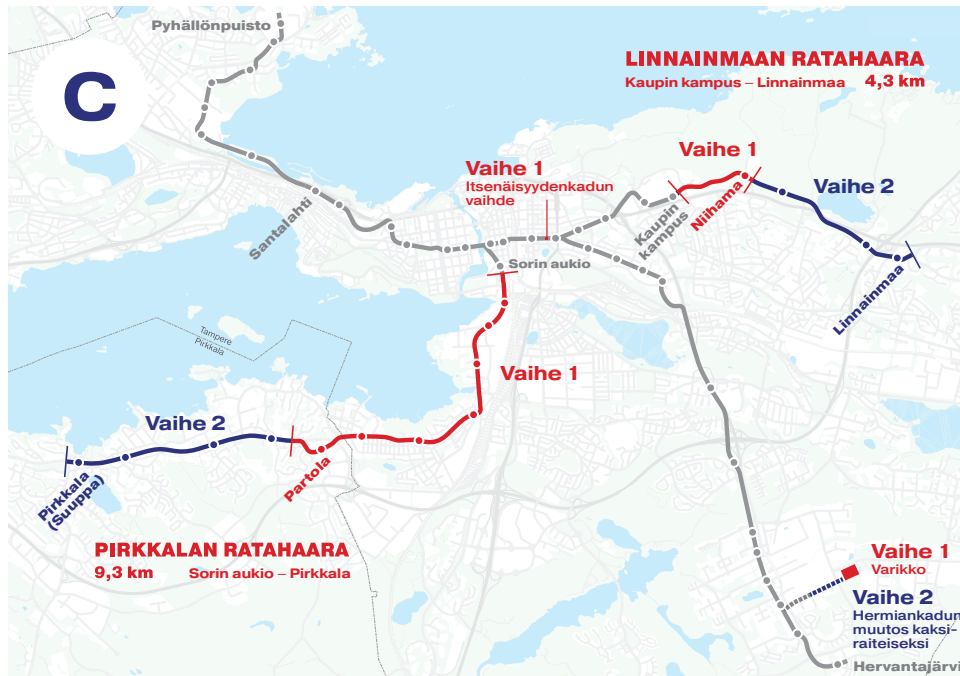 Pyhällönpuisto
C
LINNAINMAAN RATAHAARA
Kaupin kampus – Linnainmaa 4,3 km
Vaihe 1
Itsenäisyydenkadun
vaihde
Vaihe 1
Vaihe 2
Santalahti
Kaupin
kampus
Niihama
Sorin aukio
Linnainmaa
Tampere
Pirkkala
Vaihe 1
Vaihe 2
Pirkkala
(Suuppa)
Partola
PIRKKALAN RATAHAARA
9,3 km Sorin aukio – Pirkkala
Vaihe 1
Varikko
Vaihe 2
Hermiankadun
muutos kaksi-
raiteiseksi
Hervantajärvi